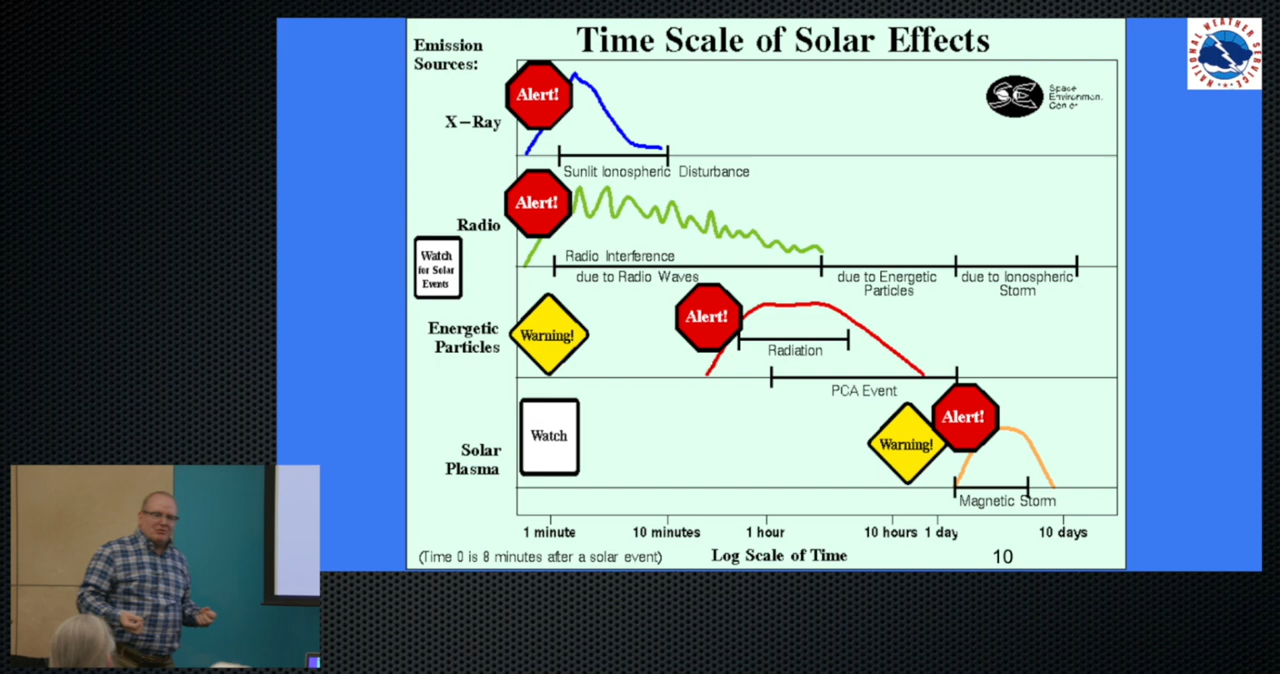 Time Scale of Solar Effects
Emission
Sources:
NATIONAL WEATHER SERVICE
Alert!
Space
Environment
Center
X-Ray
Sunlit Ionospheric Disturbance
Alert!
Radio
Radio Interference
due to Radio Waves
due to Energetic
Particles
due to Ionospheric
Storm
Watch
for Solar
Events
Energetic
Particles
Warning!
Alert!
Radiation
PCA Event
Solar
Plasma
Watch
Warning!
Alert!
Magnetic Storm
1 minute
10 minutes
1 hour
10 hours
1 day
10 days
(Time 0 is 8 minutes after a solar event)
Log Scale of Time
10